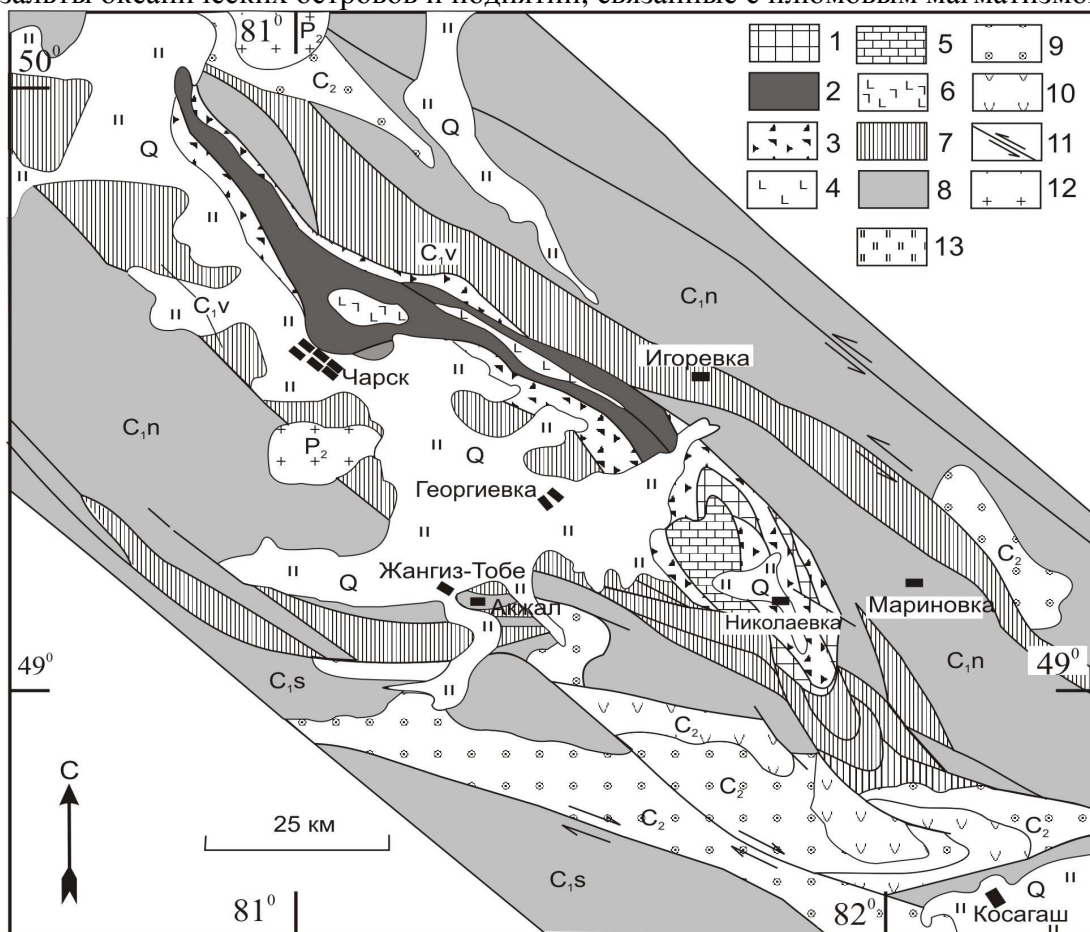 зальты океанических островов и поднятий, связанные с плюмовым магматизмом
81⁰
P₂
50⁰
C₂
Q
Q
1
5
9
2
6
10
3
7
11
4
8
12
13
C₁v
C₁n
C₁v
Игоревка
Чарск
C₁n
P₂
Q
Георгиевка
C₂
Жангиз-Тобе
Q
Акжал
Q
Мариновка
Николаевка
49⁰
C₁s
C₁n
49⁰
C₂
C
C₂
C₂
C₂
25 км
C₁s
81⁰
82⁰
Q
Косагаш